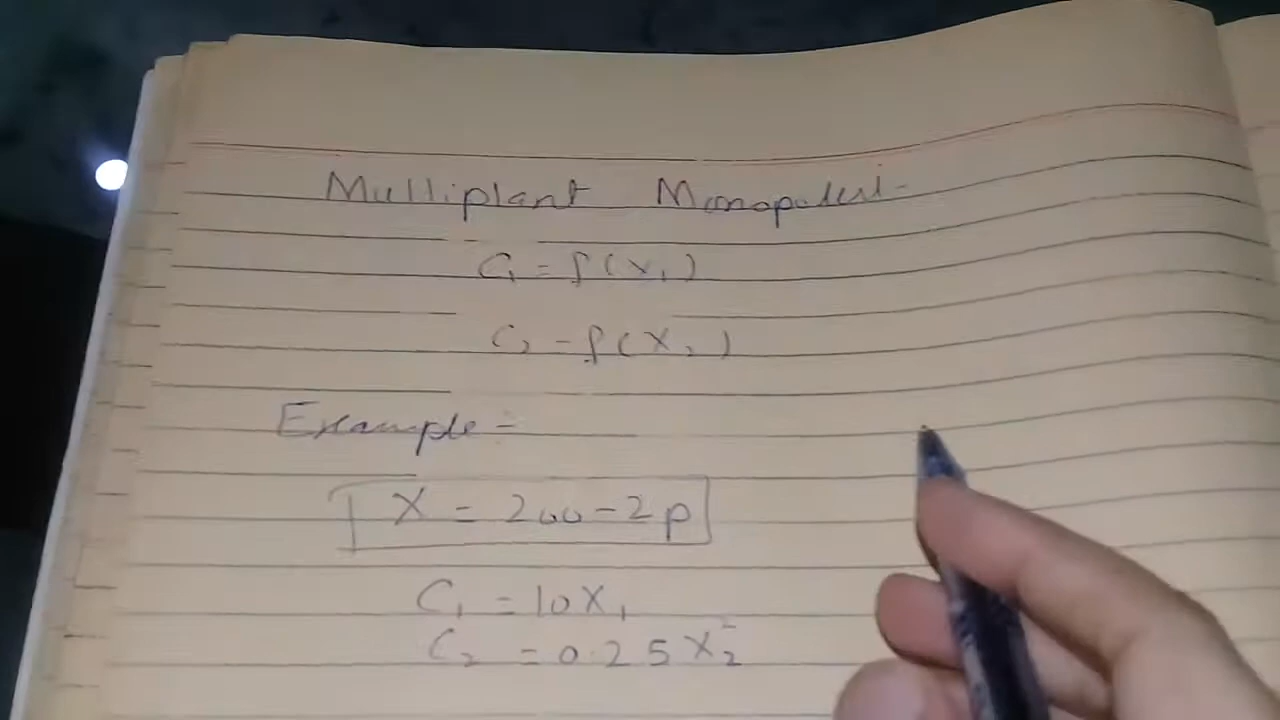 Multiplant Monopolist-
C₁ = f(X₁)
C₂ = f(X₂)
Example -
X = 200 - 2P
C₁ = 10X₁
C₂ = 0.25X₂²